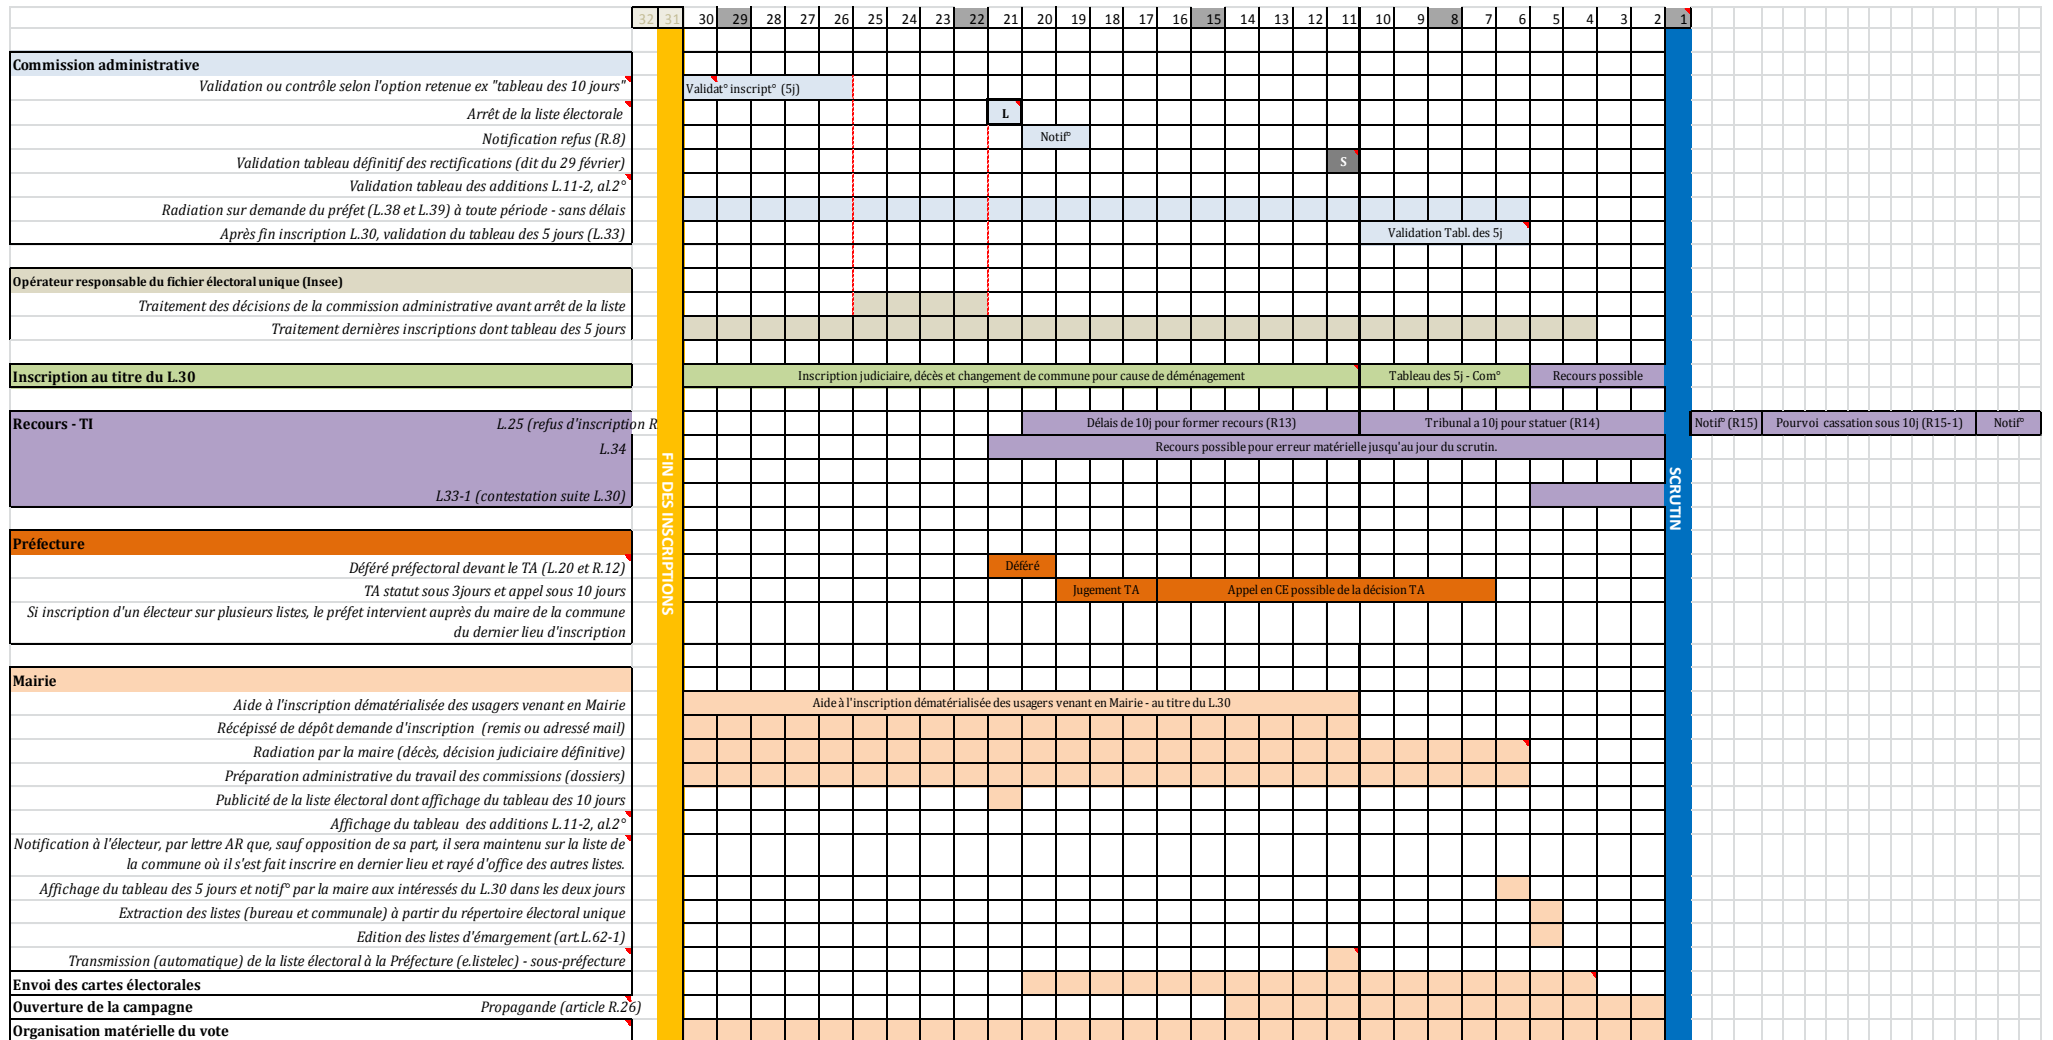 32 31 30 29 28 27 26 25 24 23 22 21 20 19 18 17 16 15 14 13 12 11 10 9 8 7 6 5 4 3 2 1
Commission administrative
Validation ou contrôle selon l'option retenue ex "tableau des 10 jours"
Validat° inscript° (5j)
Arrêt de la liste électorale
L
Notification refus (R.8)
Notif°
Validation tableau définitif des rectifications (dit du 29 février)
S
Validation tableau des additions L.11-2, al.2°
Radiation sur demande du préfet (L.38 et L.39) à toute période - sans délais
Après fin inscription L.30, validation du tableau des 5 jours (L.33)
Validation Tabl. des 5j
Opérateur responsable du fichier électoral unique (Insee)
Traitement des décisions de la commission administrative avant arrêt de la liste
Traitement dernières inscriptions dont tableau des 5 jours
Inscription au titre du L.30
Inscription judiciaire, décès et changement de commune pour cause de déménagement
Tableau des 5j - Com°
Recours possible
Recours - TI
L.25 (refus d'inscription R
Délais de 10j pour former recours (R13)
Tribunal a 10j pour statuer (R14)
Notif° (R15)
Pourvoi cassation sous 10j (R15-1)
Notif°
L.34
Recours possible pour erreur matérielle jusqu'au jour du scrutin.
L33-1 (contestation suite L.30)
FIN DES INSCRIPTIONS
SCRUTIN
Préfecture
Déféré préfectoral devant le TA (L.20 et R.12)
Déféré
TA statut sous 3jours et appel sous 10 jours
Jugement TA
Appel en CE possible de la décision TA
Si inscription d'un électeur sur plusieurs listes, le préfet intervient auprès du maire de la commune
du dernier lieu d'inscription
Mairie
Aide à l'inscription dématérialisée des usagers venant en Mairie
Aide à l'inscription dématérialisée des usagers venant en Mairie - au titre du L.30
Récépissé de dépôt demande d'inscription (remis ou adressé mail)
Radiation par la maire (décès, décision judiciaire définitive)
Préparation administrative du travail des commissions (dossiers)
Publicité de la liste électoral dont affichage du tableau des 10 jours
Affichage du tableau des additions L.11-2, al.2°
Notification à l'électeur, par lettre AR que, sauf opposition de sa part, il sera maintenu sur la liste de
la commune où il s'est fait inscrire en dernier lieu et rayé d'office des autres listes.
Affichage du tableau des 5 jours et notif° par la maire aux intéressés du L.30 dans les deux jours
Extraction des listes (bureau et communale) à partir du répertoire électoral unique
Edition des listes d'émargement (art.L.62-1)
Transmission (automatique) de la liste électoral à la Préfecture (e.listelec) - sous-préfecture
Envoi des cartes électorales
Ouverture de la campagne
Propagande (article R.26)
Organisation matérielle du vote